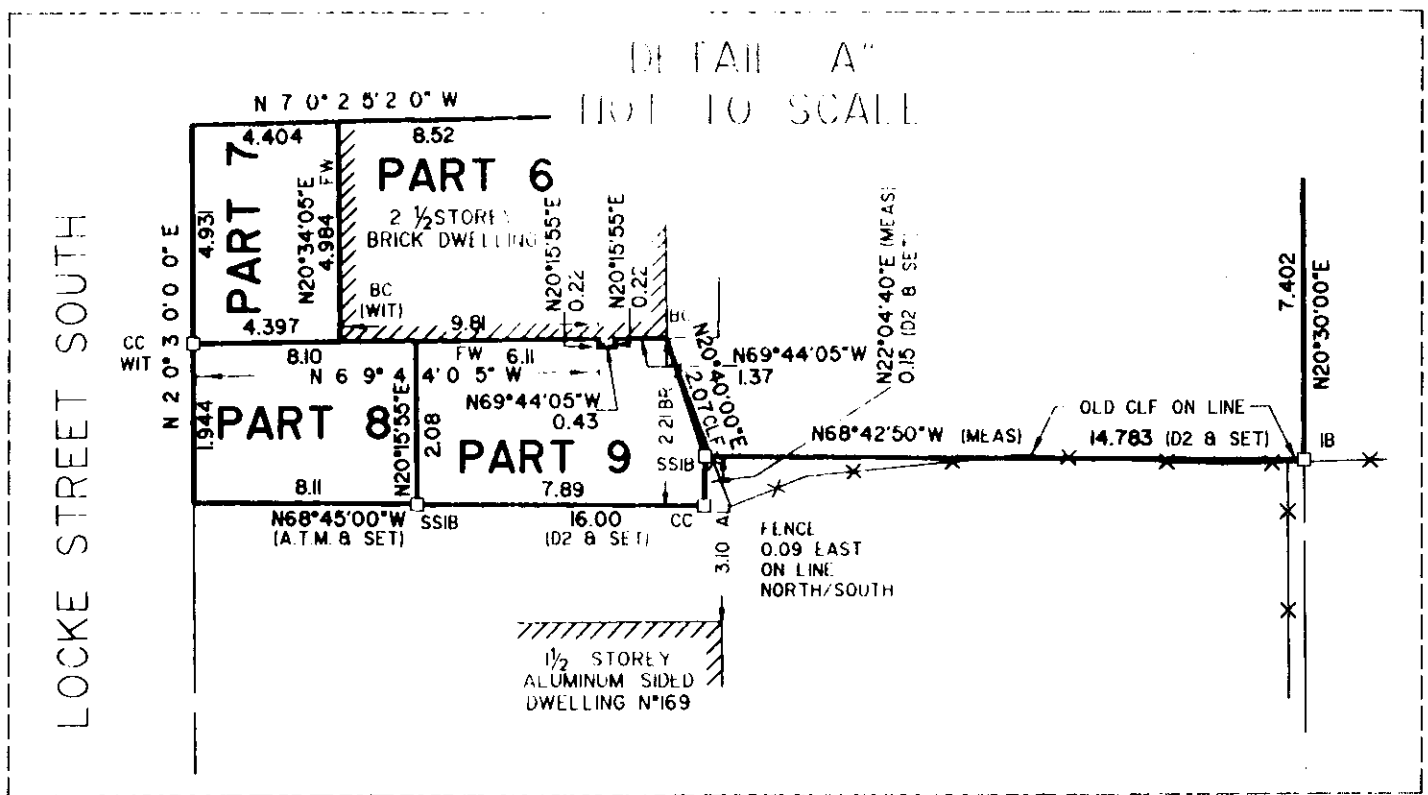 DETAIL "A"
NOT TO SCALE
N 7 0° 2 5' 2 0" W
4.404
8.52
PART 7
PART 6
2 ½ STOREY
BRICK DWELLING
N20°34'05"E
4.984 FW
4.931
N 2 0° 3 0' 0 0" E
LOCKE STREET SOUTH
N20°15'55"E
0.22
N20°15'55"E
0.22
N22°04'40"E (MEAS)
0.15 (D2 & SET)
7.402
N20°30'00"E
BC
(WIT)
BC
4.397
9.81
CC
WIT
8.10
FW
6.11
N 6 9° 4 4' 0 5" W
N69°44'05"W
1.37
N69°44'05"W
0.43
N20°40'00"E
2.07 CLF
2.21 BF
1.944
PART 8
N20°15'55"E
2.08
PART 9
SSIB
N68°42'50"W (MEAS)
OLD CLF ON LINE
14.783 (D2 & SET)
IB
8.11
7.89
N68°45'00"W
(A.T.M. & SET)
SSIB
16.00
(D2 & SET)
CC
3.10 A
FENCE
0.09 EAST
ON LINE
NORTH/SOUTH
1½ STOREY
ALUMINUM SIDED
DWELLING N°169